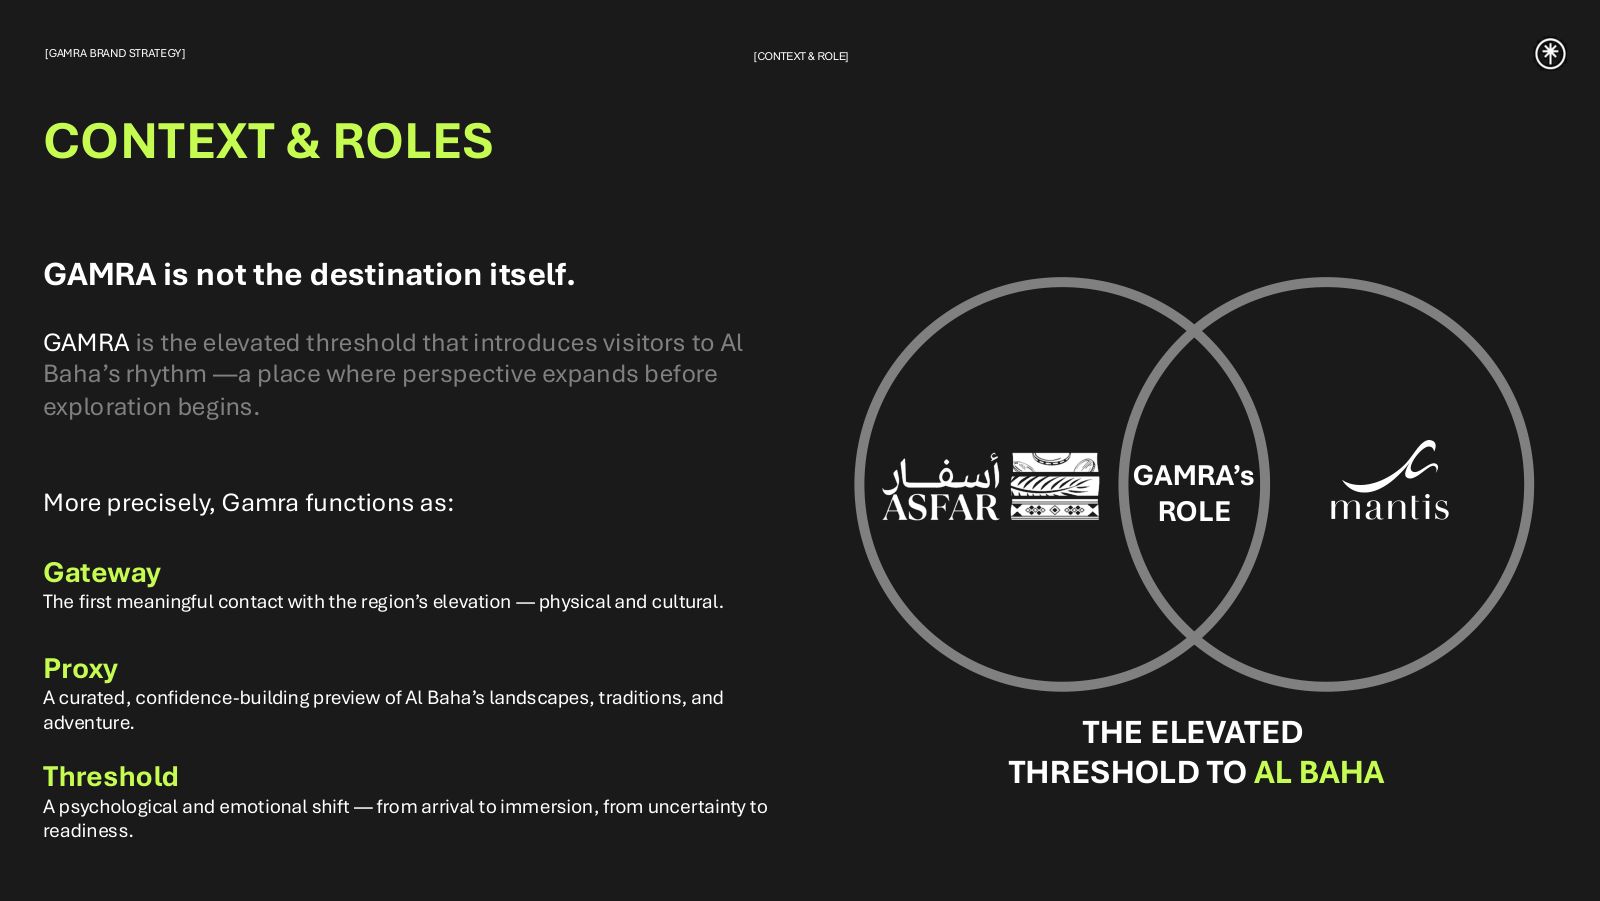 [GAMRA BRAND STRATEGY]
[CONTEXT & ROLE]
CONTEXT & ROLES
GAMRA is not the destination itself.
GAMRA is the elevated threshold that introduces visitors to Al
Baha’s rhythm —a place where perspective expands before
exploration begins.
More precisely, Gamra functions as:
Gateway
The first meaningful contact with the region’s elevation — physical and cultural.
Proxy
A curated, confidence-building preview of Al Baha’s landscapes, traditions, and
adventure.
Threshold
A psychological and emotional shift — from arrival to immersion, from uncertainty to
readiness.
أسفار
ASFAR
GAMRA’s
ROLE
mantis
THE ELEVATED
THRESHOLD TO AL BAHA